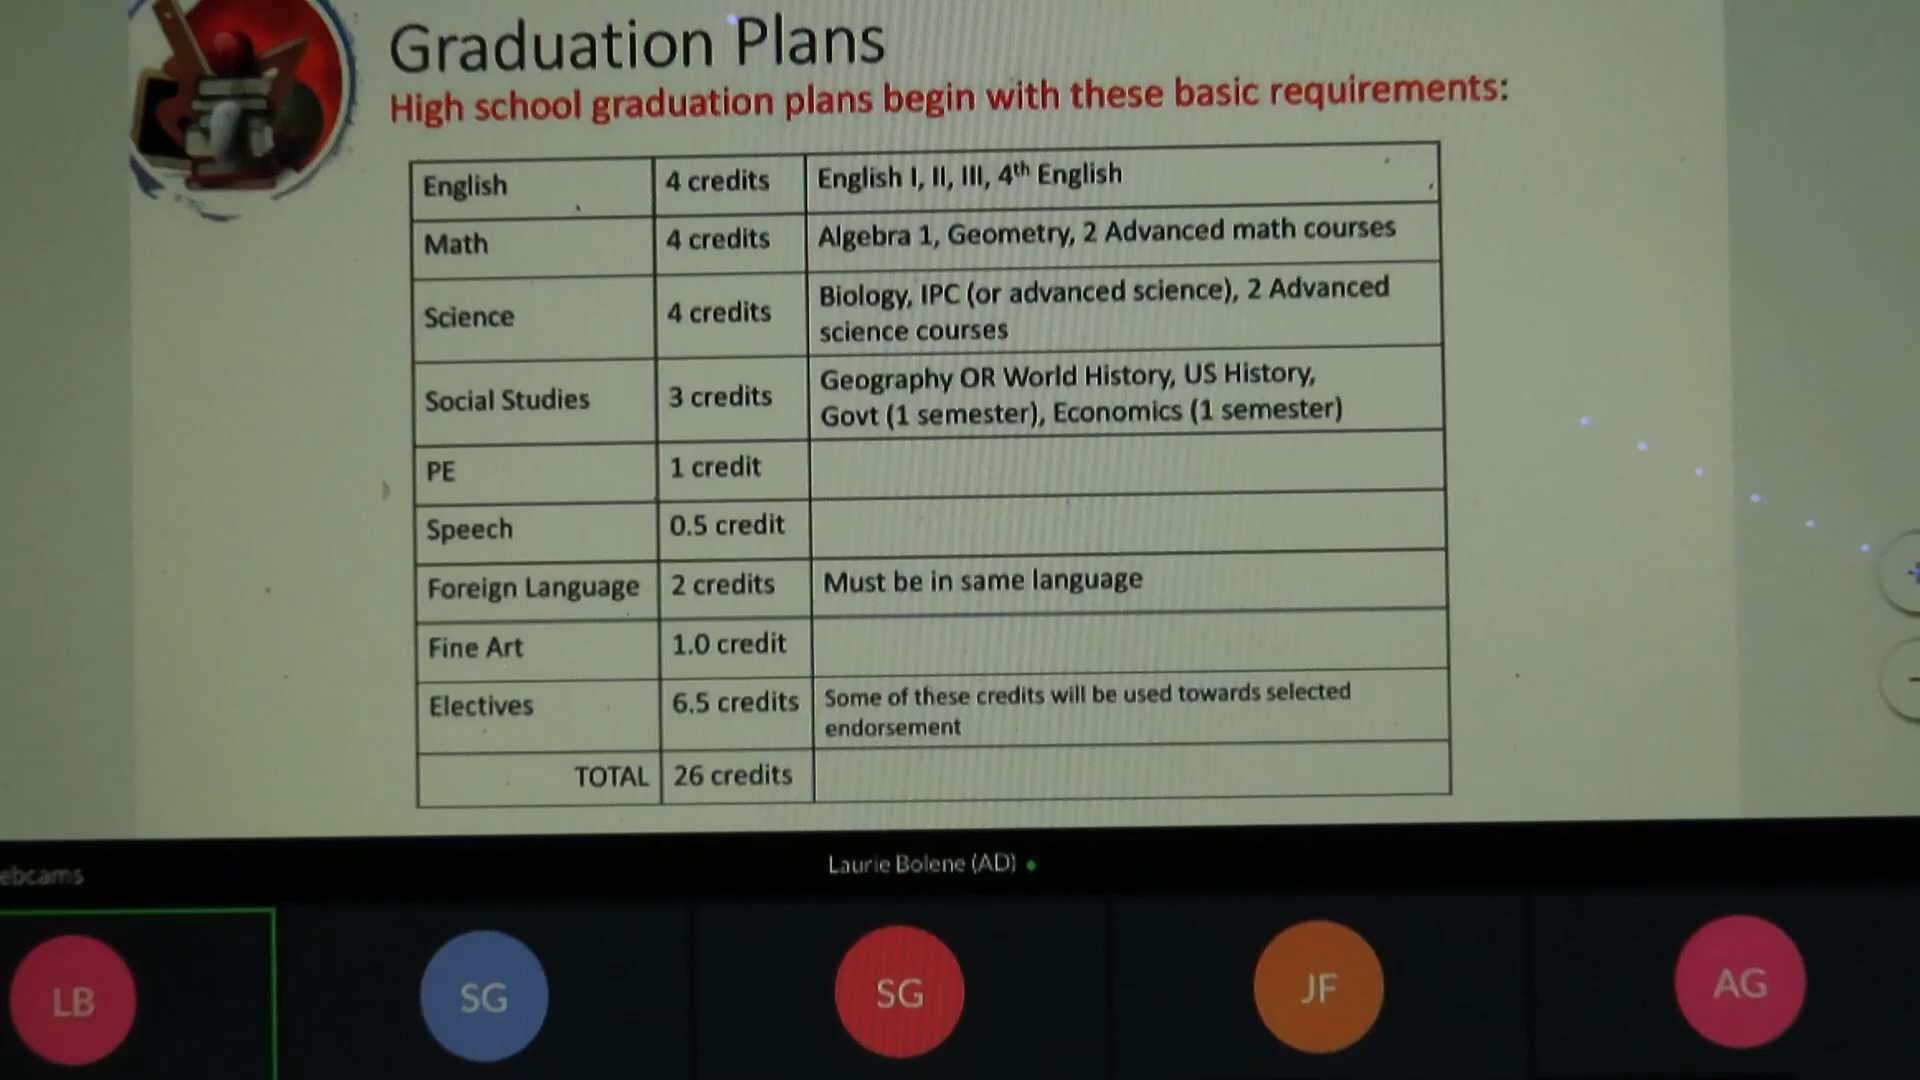 Graduation Plans
High school graduation plans begin with these basic requirements:
English 4 credits English I, II, III, 4th English
Math 4 credits Algebra 1, Geometry, 2 Advanced math courses
Science 4 credits Biology, IPC (or advanced science), 2 Advanced
science courses
Social Studies 3 credits Geography OR World History, US History,
Govt (1 semester), Economics (1 semester)
PE 1 credit
Speech 0.5 credit
Foreign Language 2 credits Must be in same language
Fine Art 1.0 credit
Electives 6.5 credits Some of these credits will be used towards selected
endorsement
TOTAL 26 credits
ebcams
Laurie Bolene (AD)
LB
SG
SG
JF
AG